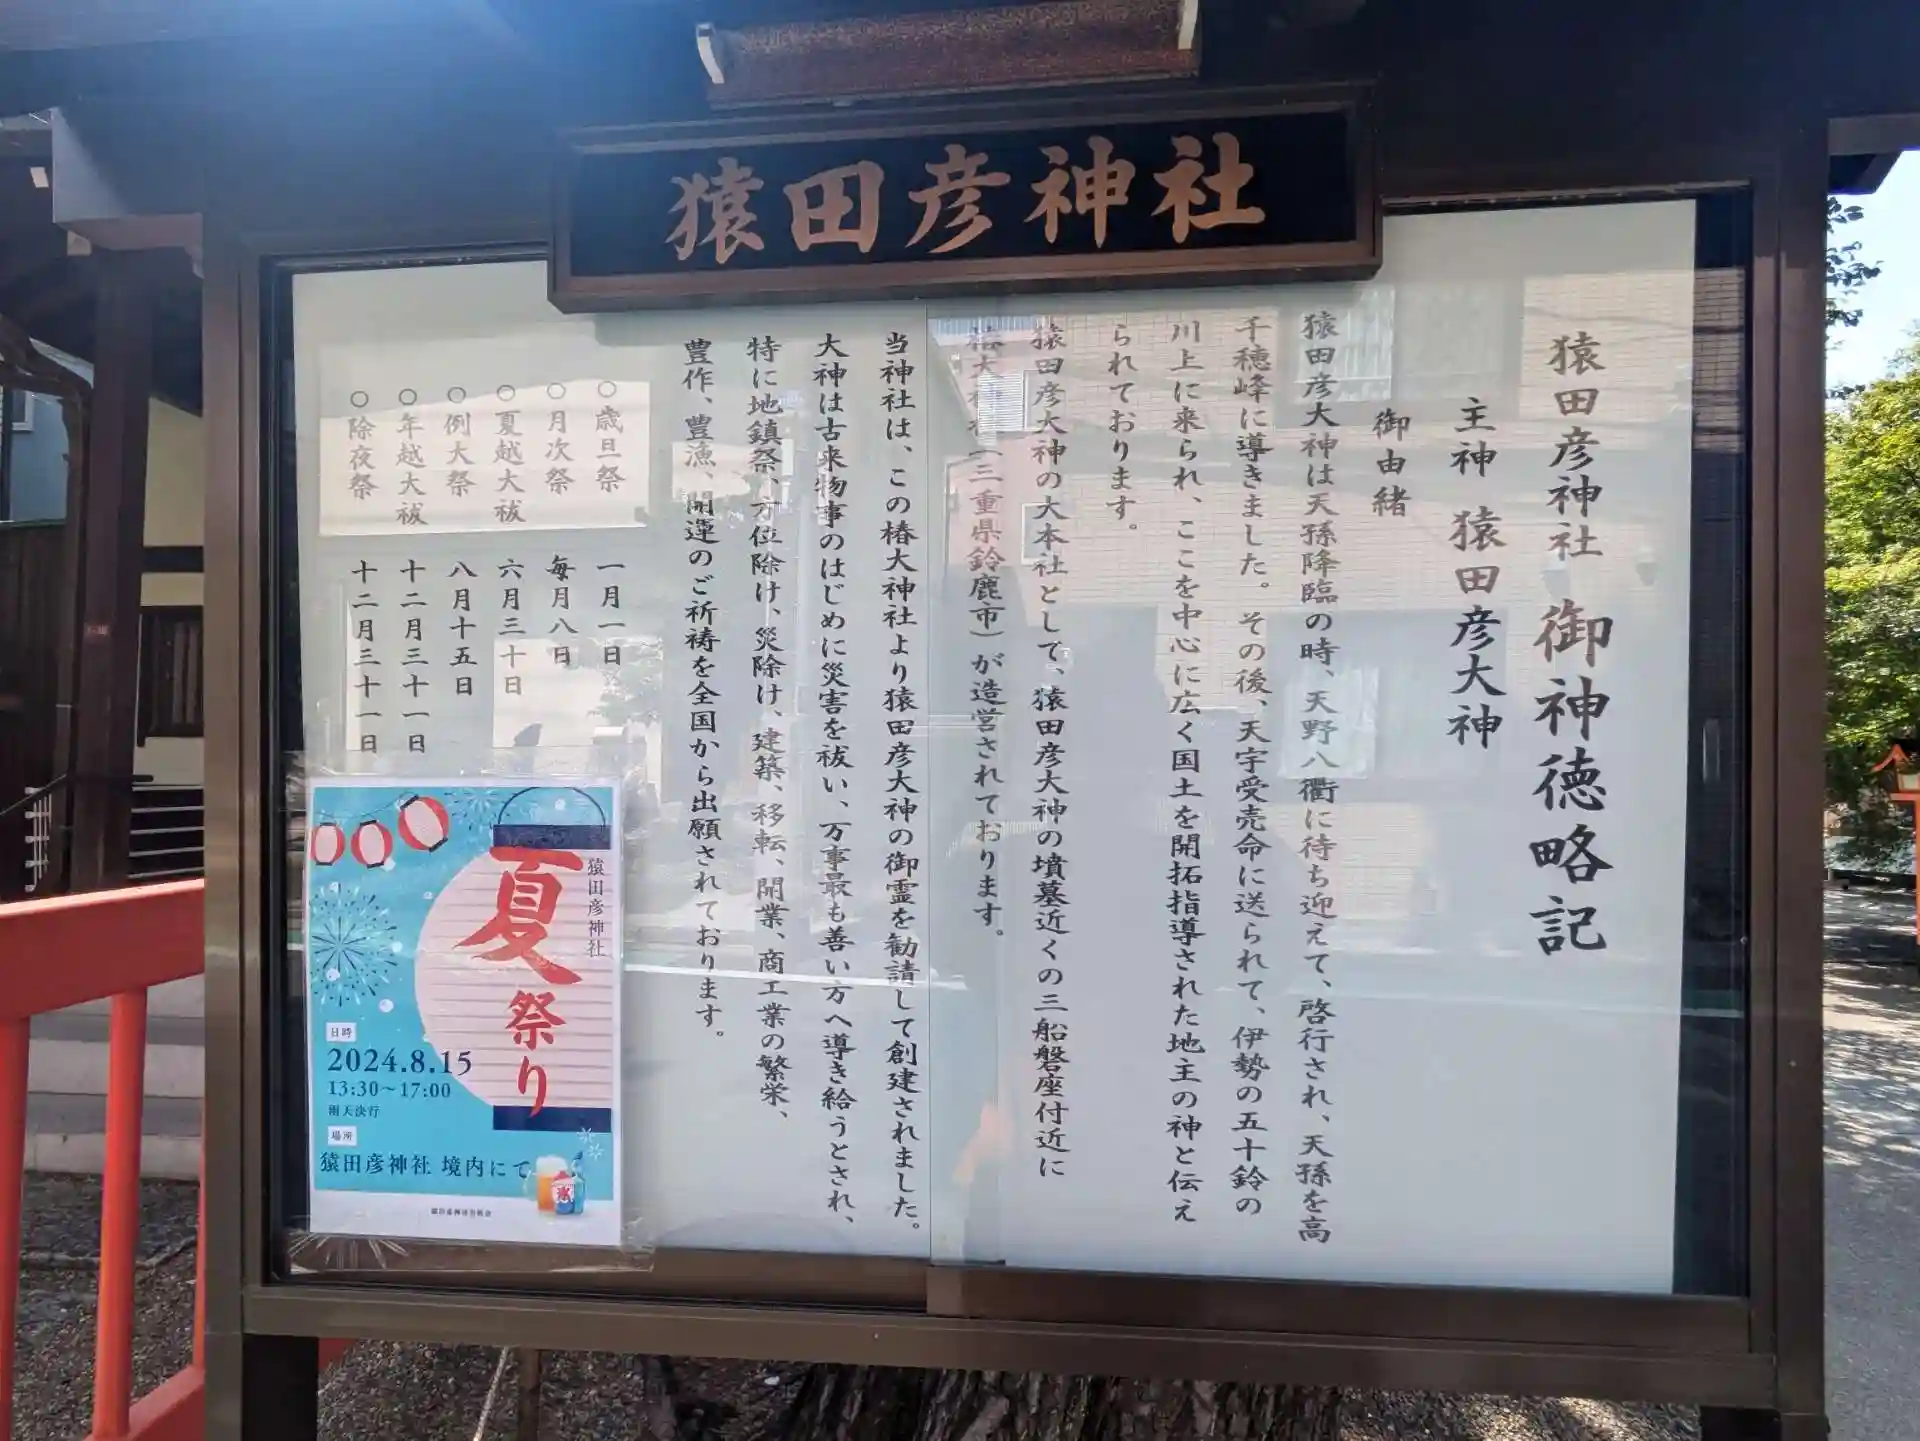 猿田彦神社
猿田彦神社 御神徳略記
主神 猿田彦大神
御由緒
猿田彦大神は天孫降臨の時、天野八衢に待ち迎えて、啓行され、天孫を高
千穂峰に導きました。その後、天宇受売命に送られて、伊勢の五十鈴の
川上に来られ、ここを中心に広く国土を開拓指導された地主の神と伝え
られております。
猿田彦大神の大本社として、猿田彦大神の墳墓近くの三船磐座付近に
椿大神社(三重県鈴鹿市)が造営されております。
当神社は、この椿大神社より猿田彦大神の御霊を勧請して創建されました。
大神は古来物事のはじめに災害を祓い、万事最も善い方へ導き給うとされ、
特に地鎮祭、方位除け、災除け、建築、移転、開業、商工業の繁栄、
豊作、豊漁、開運のご祈祷を全国から出願されております。
○歳旦祭 一月一日
○月次祭 毎月八日
○夏越大祓 六月三十日
○例大祭 八月十五日
○年越大祓 十二月三十一日
○除夜祭 十二月三十一日
猿田彦神社
夏祭り
日時
2024.8.15
13:30～17:00
雨天決行
場所
猿田彦神社 境内にて
氷